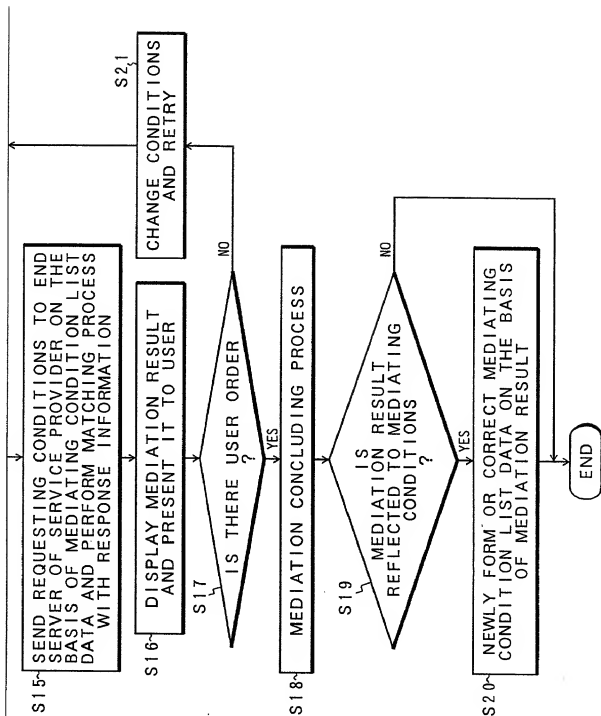 S15 SEND REQUESTING CONDITIONS TO END
SERVER OF SERVICE PROVIDER ON THE
BASIS OF MEDIATING CONDITION LIST
DATA AND PERFORM MATCHING PROCESS
WITH RESPONSE INFORMATION
S16
DISPLAY MEDIATION RESULT
AND PRESENT IT TO USER
S21
CHANGE CONDITIONS
AND RETRY
S17
IS THERE USER ORDER
?
NO
YES
S18
MEDIATION CONCLUDING PROCESS
S19
IS
MEDIATION RESULT
REFLECTED TO MEDIATING
CONDITIONS
?
NO
YES
S20
NEWLY FORM OR CORRECT MEDIATING
CONDITION LIST DATA ON THE BASIS
OF MEDIATION RESULT
END